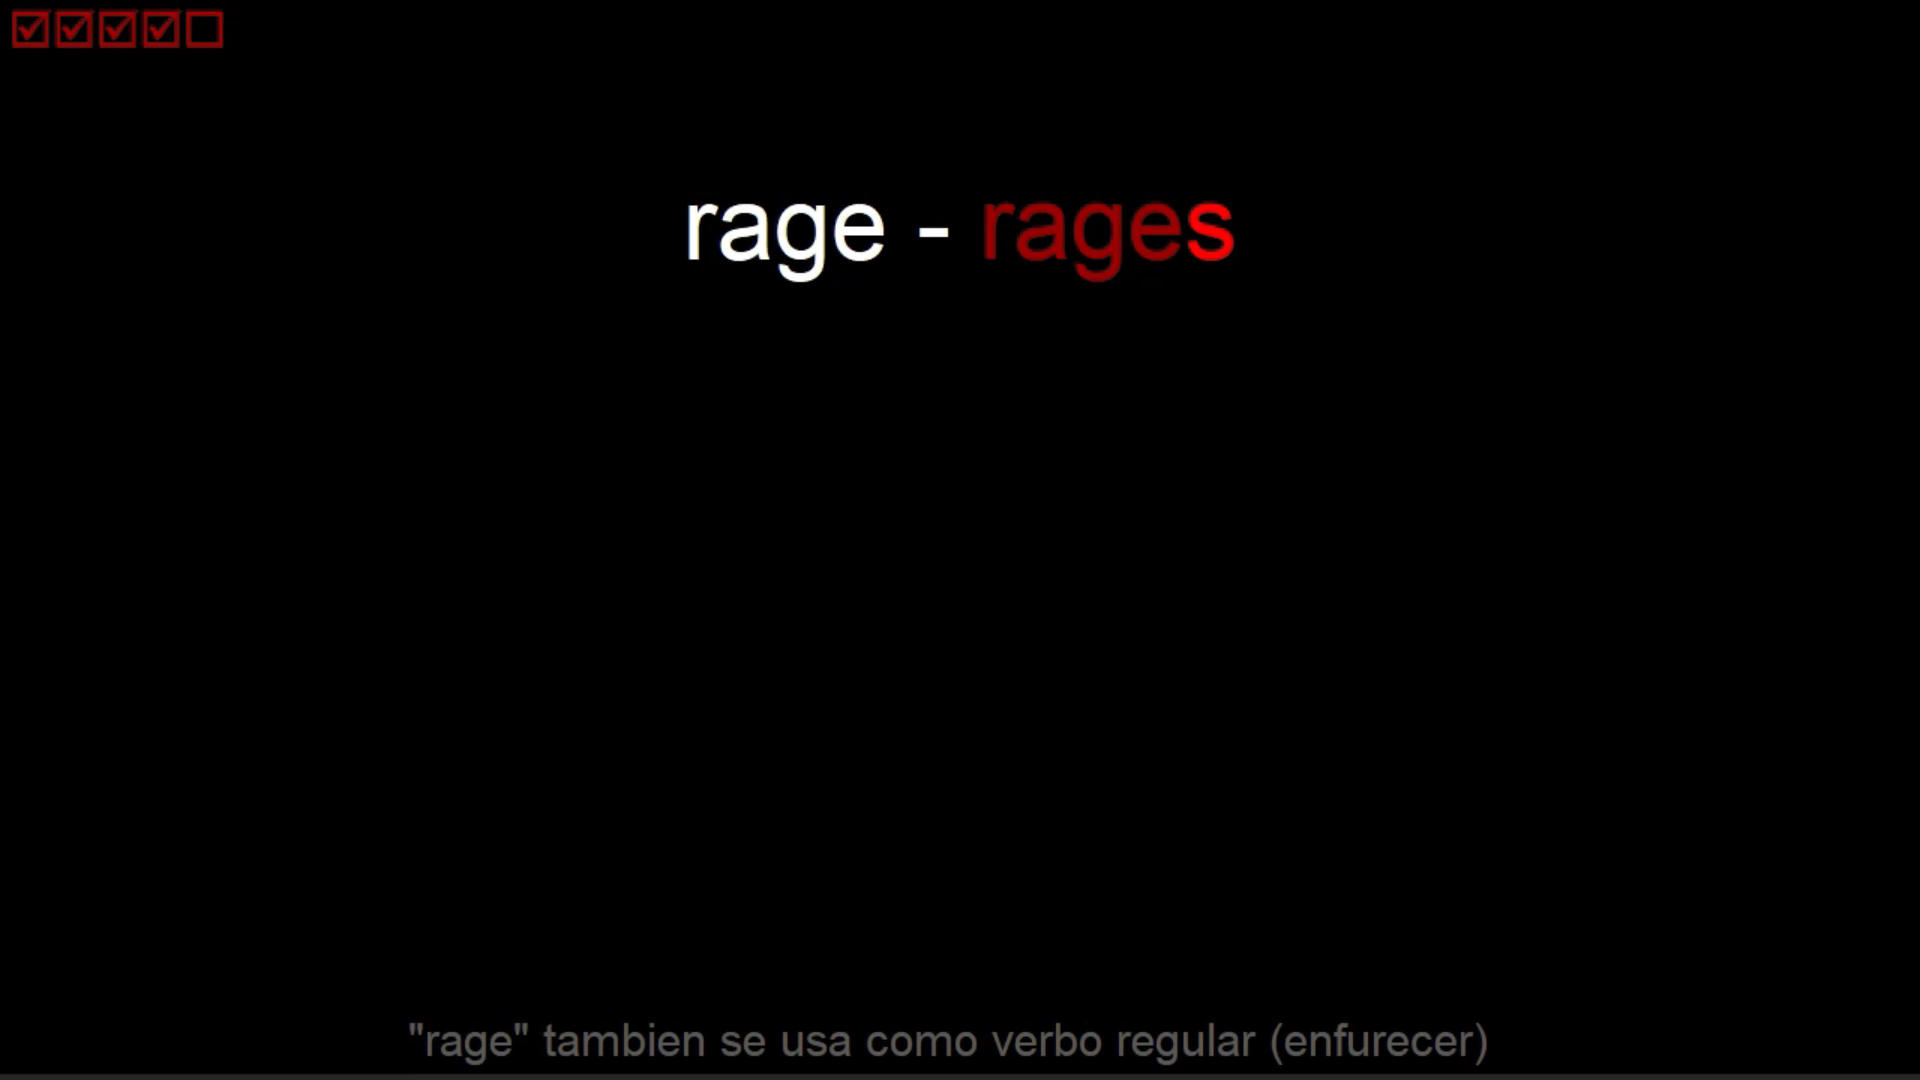 ☑☑☑☑☐
rage - rages
"rage" tambien se usa como verbo regular (enfurecer)